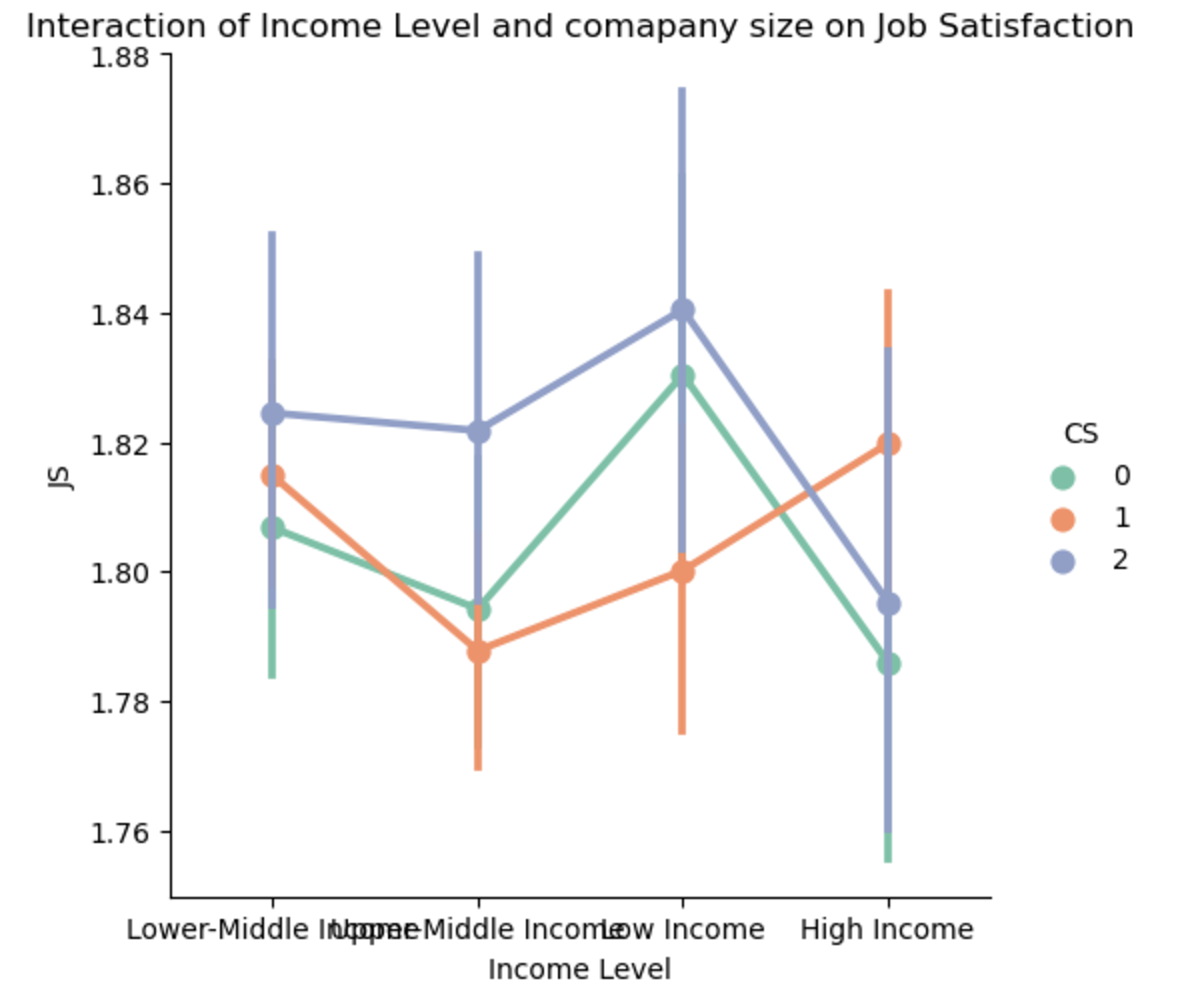 Interaction of Income Level and comapany size on Job Satisfaction
1.88
1.86
1.84
1.82
1.80
1.78
1.76
JS
CS
0
1
2
Lower-Middle Income Upper-Middle Income Low Income High Income
Income Level